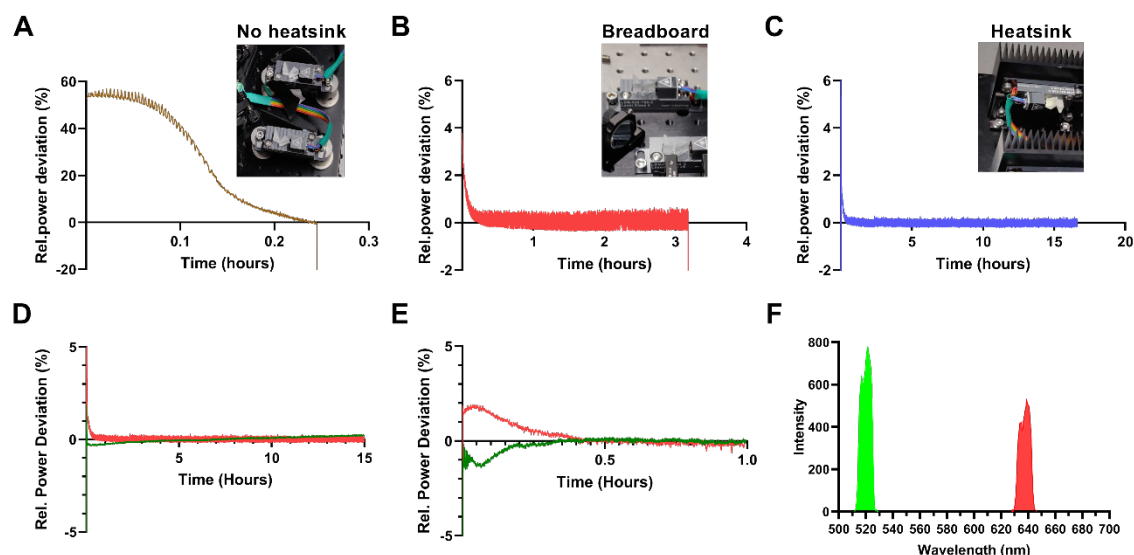 A
No heatsink
Rel.power deviation (%)
60
40
20
0
-20
0.1
0.2
0.3
Time (hours)
B
Breadboard
Rel.power deviation (%)
6
4
2
0
-2
1
2
3
4
Time (hours)
C
Heatsink
Rel.power deviation (%)
6
4
2
0
-2
5
10
15
20
Time (hours)
D
Rel. Power Deviation (%)
5
0
-5
5
10
15
Time (Hours)
E
Rel. Power Deviation (%)
5
0
-5
0.5
1.0
Time (Hours)
F
Intensity
800
600
400
200
0
500 520 540 560 580 600 620 640 660 680 700
Wavelength (nm)